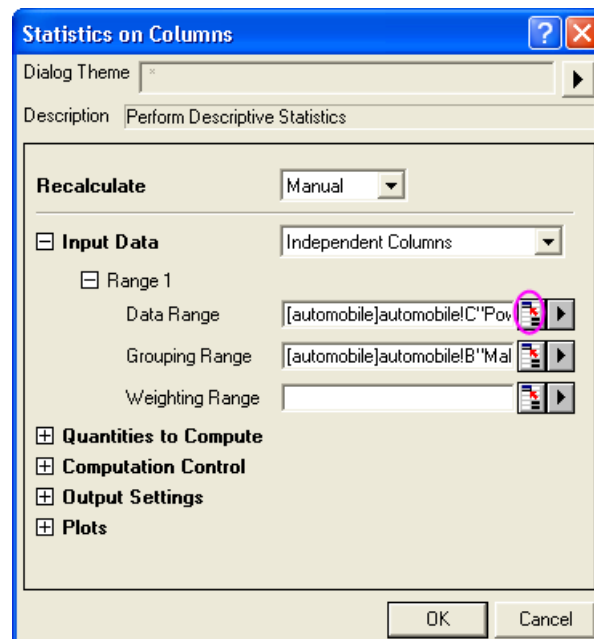 Statistics on Columns
Dialog Theme *
Description Perform Descriptive Statistics
Recalculate Manual
Input Data Independent Columns
Range 1
Data Range [automobile]automobile!C"Pow
Grouping Range [automobile]automobile!B"Mal
Weighting Range
Quantities to Compute
Computation Control
Output Settings
Plots
OK Cancel